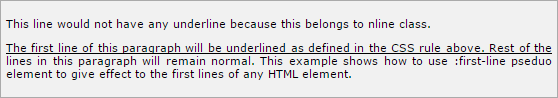 This line would not have any underline because this belongs to nline class.
The first line of this paragraph will be underlined as defined in the CSS rule above. Rest of the
lines in this paragraph will remain normal. This example shows how to use :first-line pseduo
element to give effect to the first lines of any HTML element.